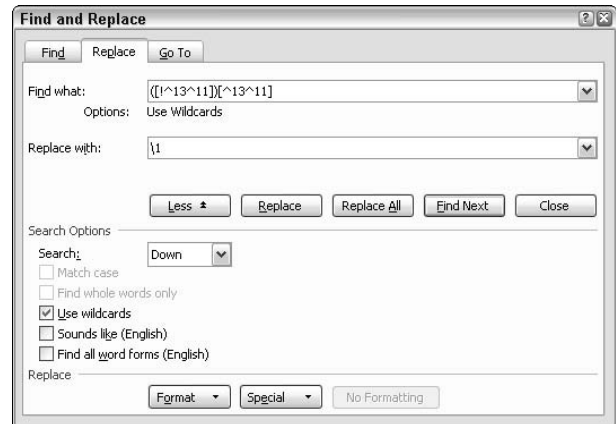 Find and Replace
Find Replace Go To
Find what: ([!^13^11])[^13^11]
Options: Use Wildcards
Replace with: \1
Less Replace Replace All Find Next Close
Search Options
Search: Down
Match case
Find whole words only
Use wildcards
Sounds like (English)
Find all word forms (English)
Replace
Format Special No Formatting